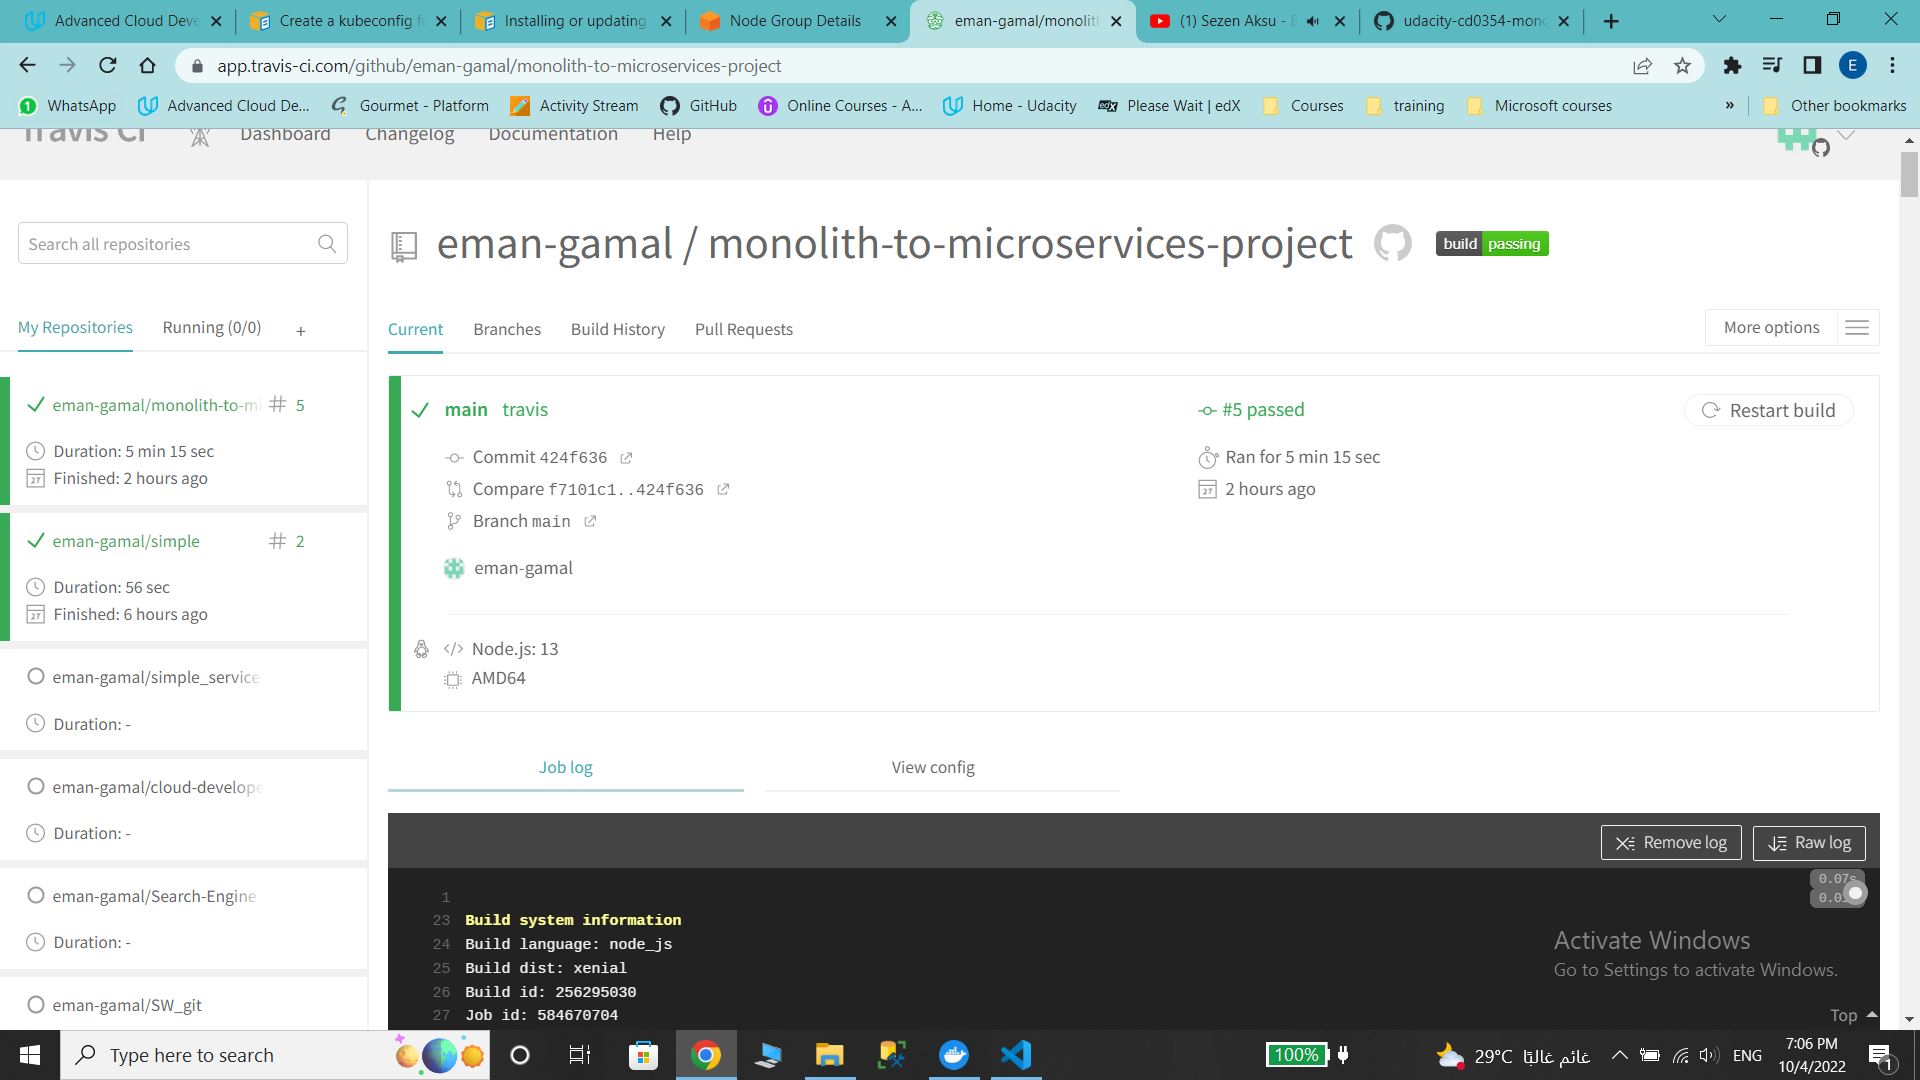 Advanced Cloud Deve
Create a kubeconfig f
Installing or updating
Node Group Details
eman-gamal/monolith
(1) Sezen Aksu -
udacity-cd0354-mono
app.travis-ci.com/github/eman-gamal/monolith-to-microservices-project
E
WhatsApp
Advanced Cloud De...
Gourmet - Platform
Activity Stream
GitHub
Online Courses - A...
Home - Udacity
edX Please Wait | edX
Courses
training
Microsoft courses
»
Other bookmarks
Travis CI
Dashboard
Changelog
Documentation
Help
Search all repositories
My Repositories
Running (0/0)
+
eman-gamal/monolith-to-mi # 5
Duration: 5 min 15 sec
Finished: 2 hours ago
eman-gamal/simple # 2
Duration: 56 sec
Finished: 6 hours ago
eman-gamal/simple_service
Duration: -
eman-gamal/cloud-develope
Duration: -
eman-gamal/Search-Engine
Duration: -
eman-gamal/SW_git
eman-gamal / monolith-to-microservices-project
build passing
Current
Branches
Build History
Pull Requests
More options
main travis
#5 passed
Restart build
Commit 424f636
Ran for 5 min 15 sec
Compare f7101c1..424f636
2 hours ago
Branch main
eman-gamal
</> Node.js: 13
AMD64
Job log
View config
Remove log
Raw log
1
0.07s
23 Build system information
24 Build language: node_js
25 Build dist: xenial
26 Build id: 256295030
27 Job id: 584670704
Activate Windows
Go to Settings to activate Windows.
Top
Type here to search
100%
29°C غائم غالبًا
ENG
7:06 PM
10/4/2022
1